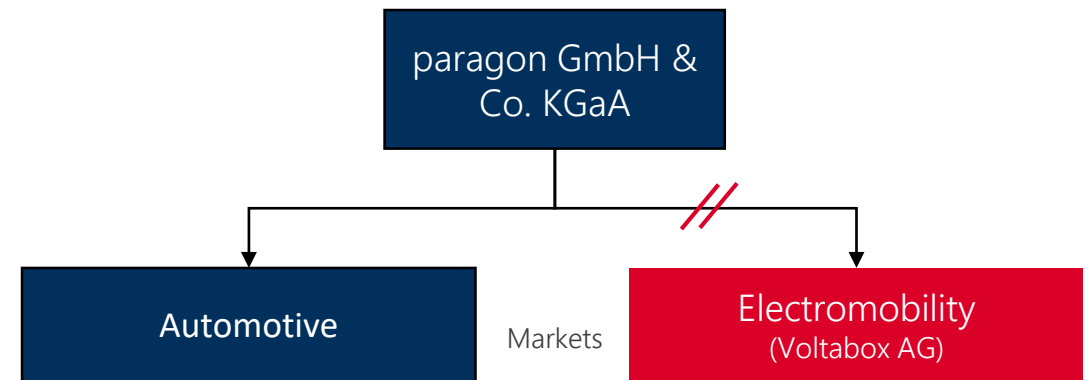 paragon GmbH &
Co. KGaA
Automotive
Markets
Electromobility
(Voltabox AG)